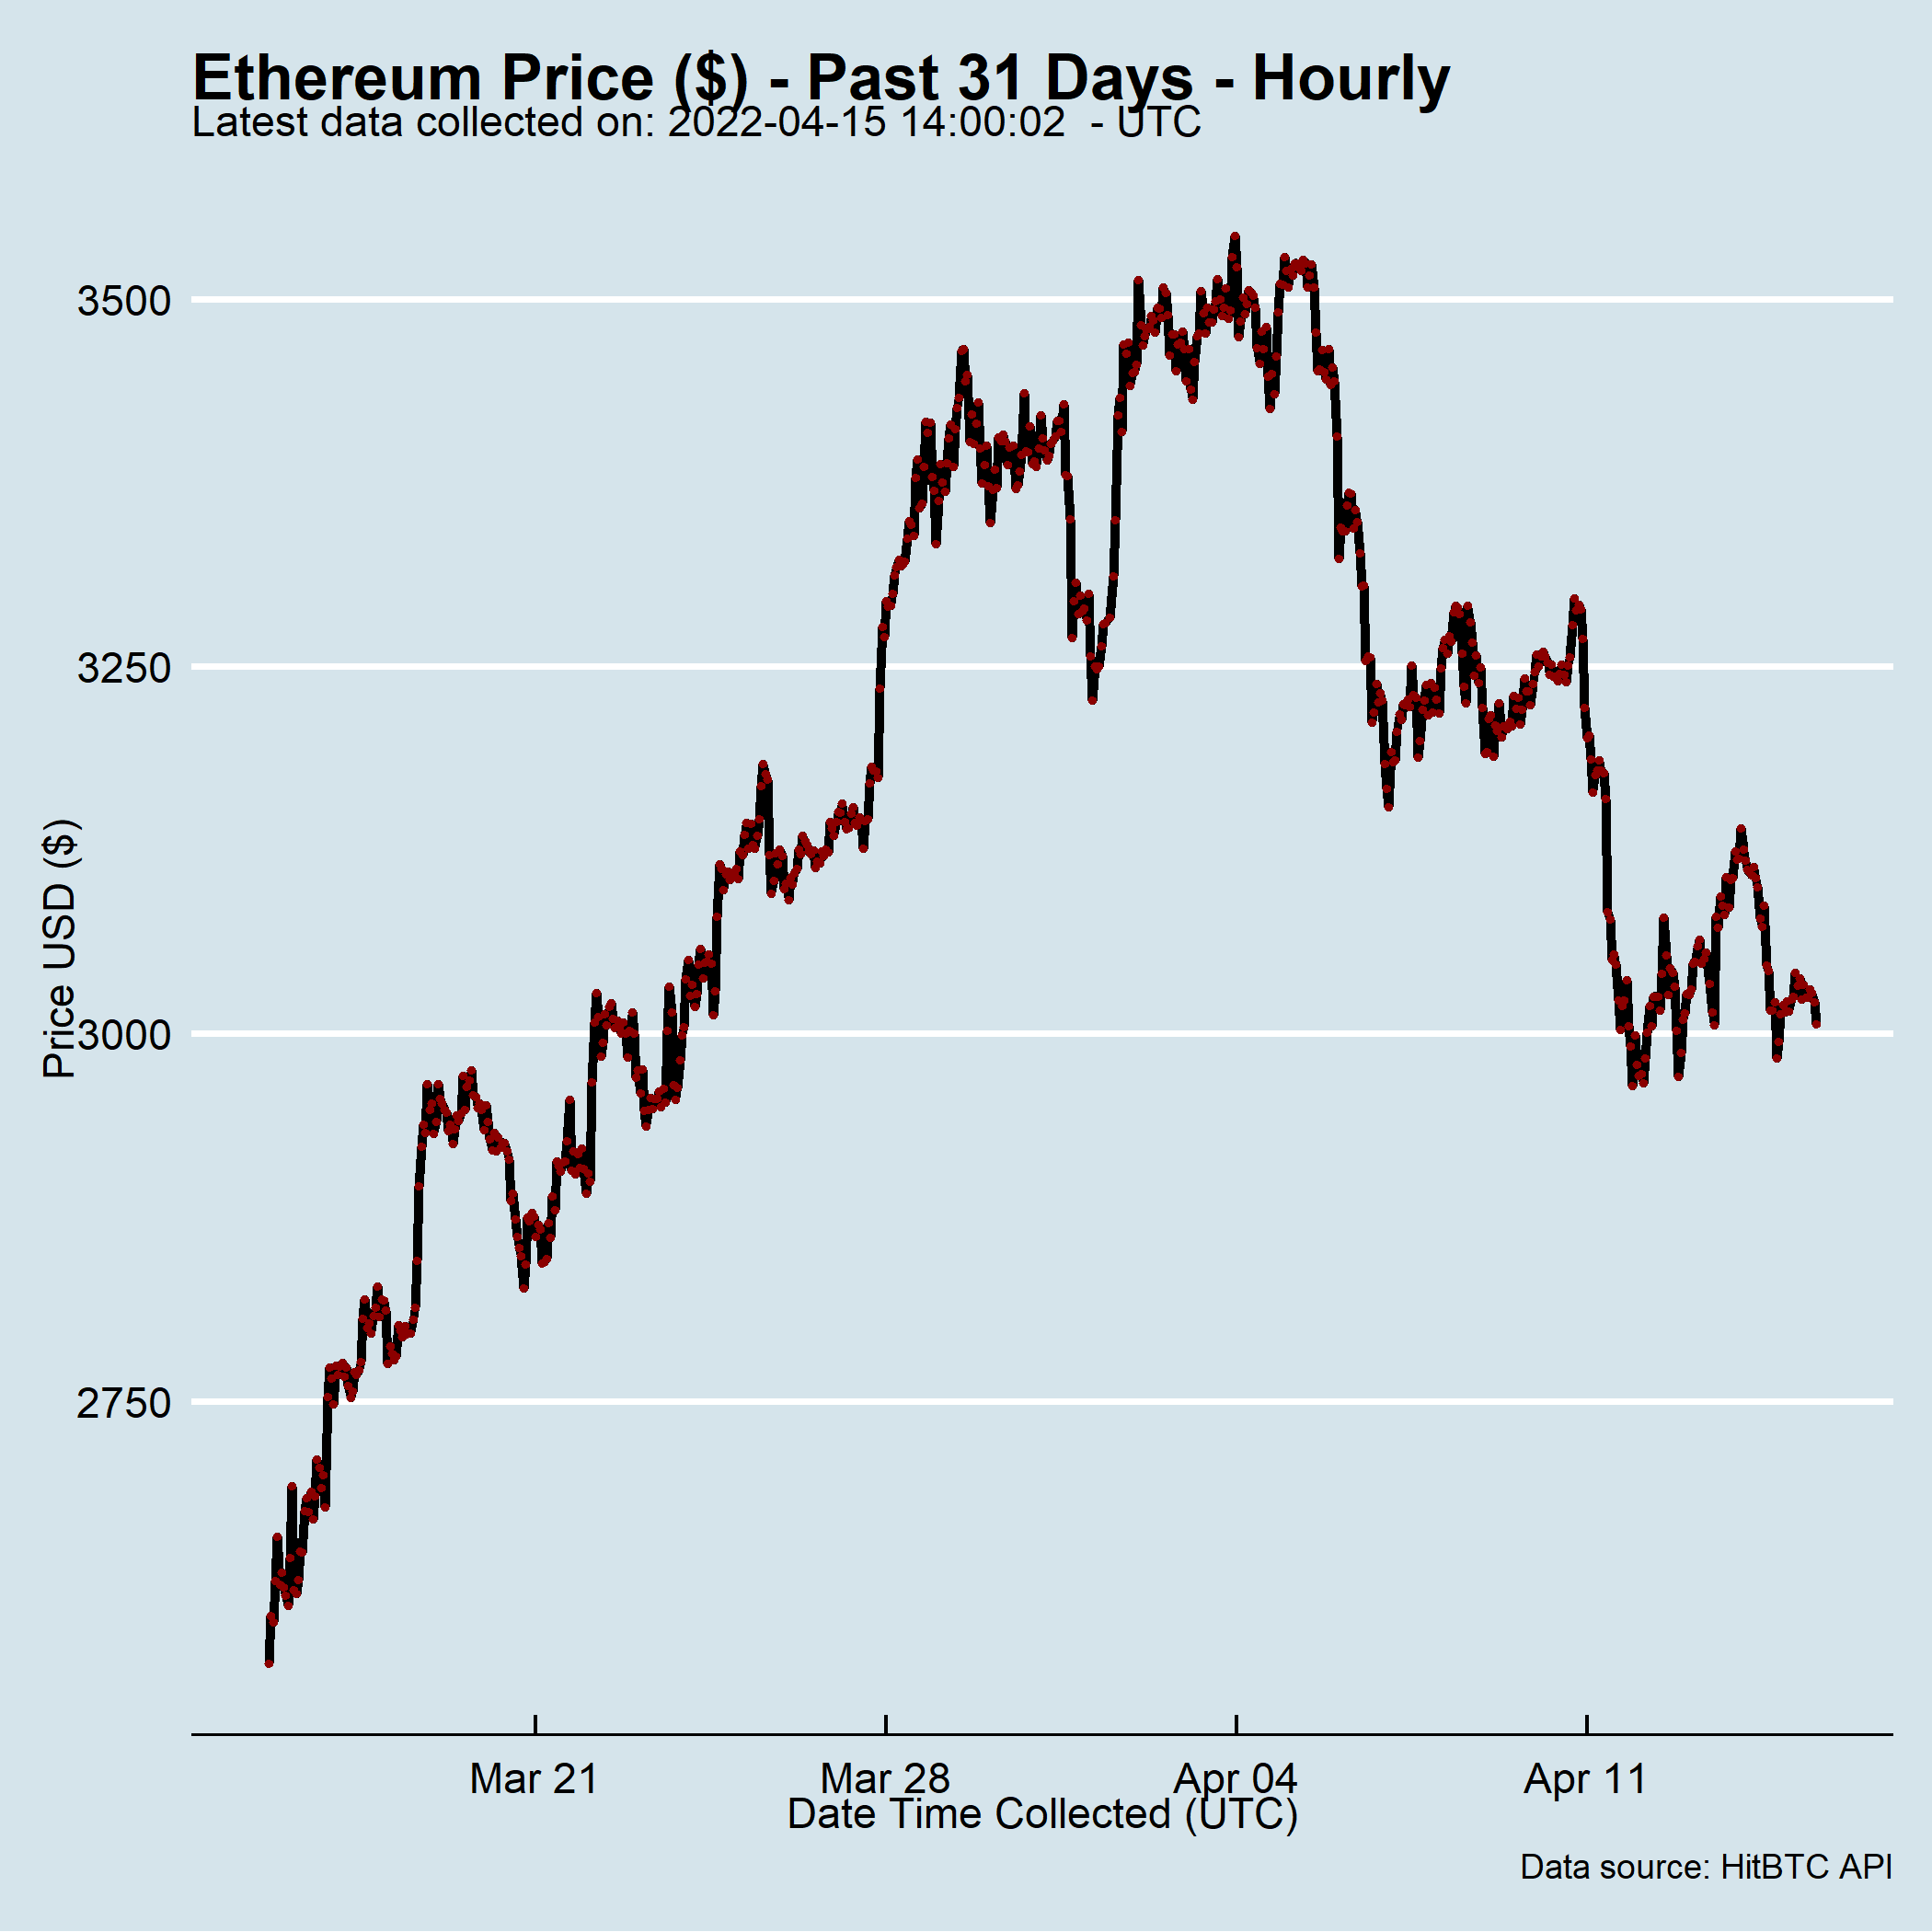 Ethereum Price ($) - Past 31 Days - Hourly
Latest data collected on: 2022-04-15 14:00:02  - UTC
3500
3250
3000
2750
Price USD ($)
Mar 21
Mar 28
Apr 04
Apr 11
Date Time Collected (UTC)
Data source: HitBTC API